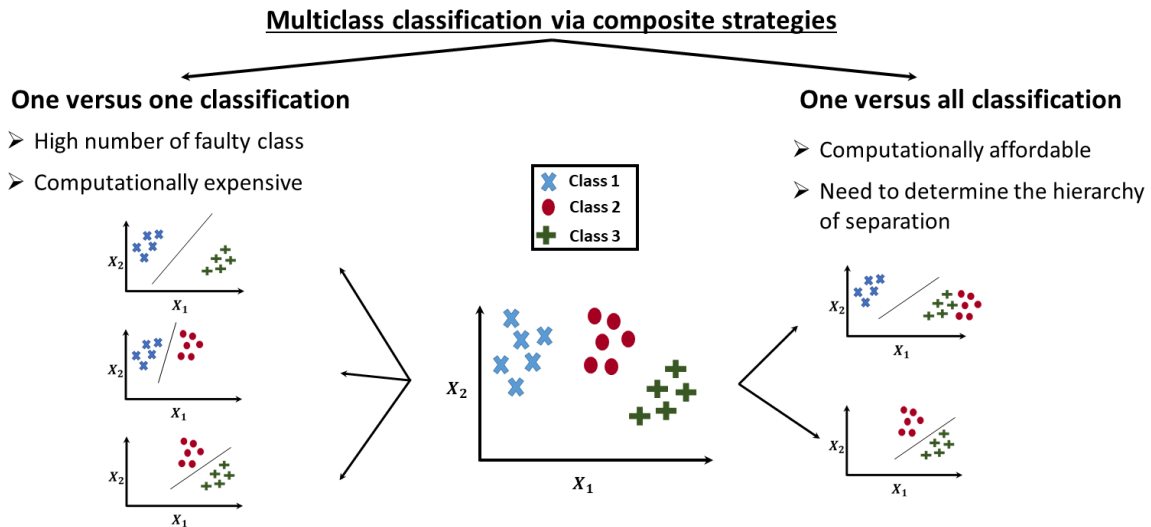 Multiclass classification via composite strategies
One versus one classification
➢ High number of faulty class
➢ Computationally expensive
X₂
X₁
X₂
X₁
X₂
X₁
Class 1
Class 2
Class 3
X₂
X₁
One versus all classification
➢ Computationally affordable
➢ Need to determine the hierarchy
of separation
X₂
X₁
X₂
X₁